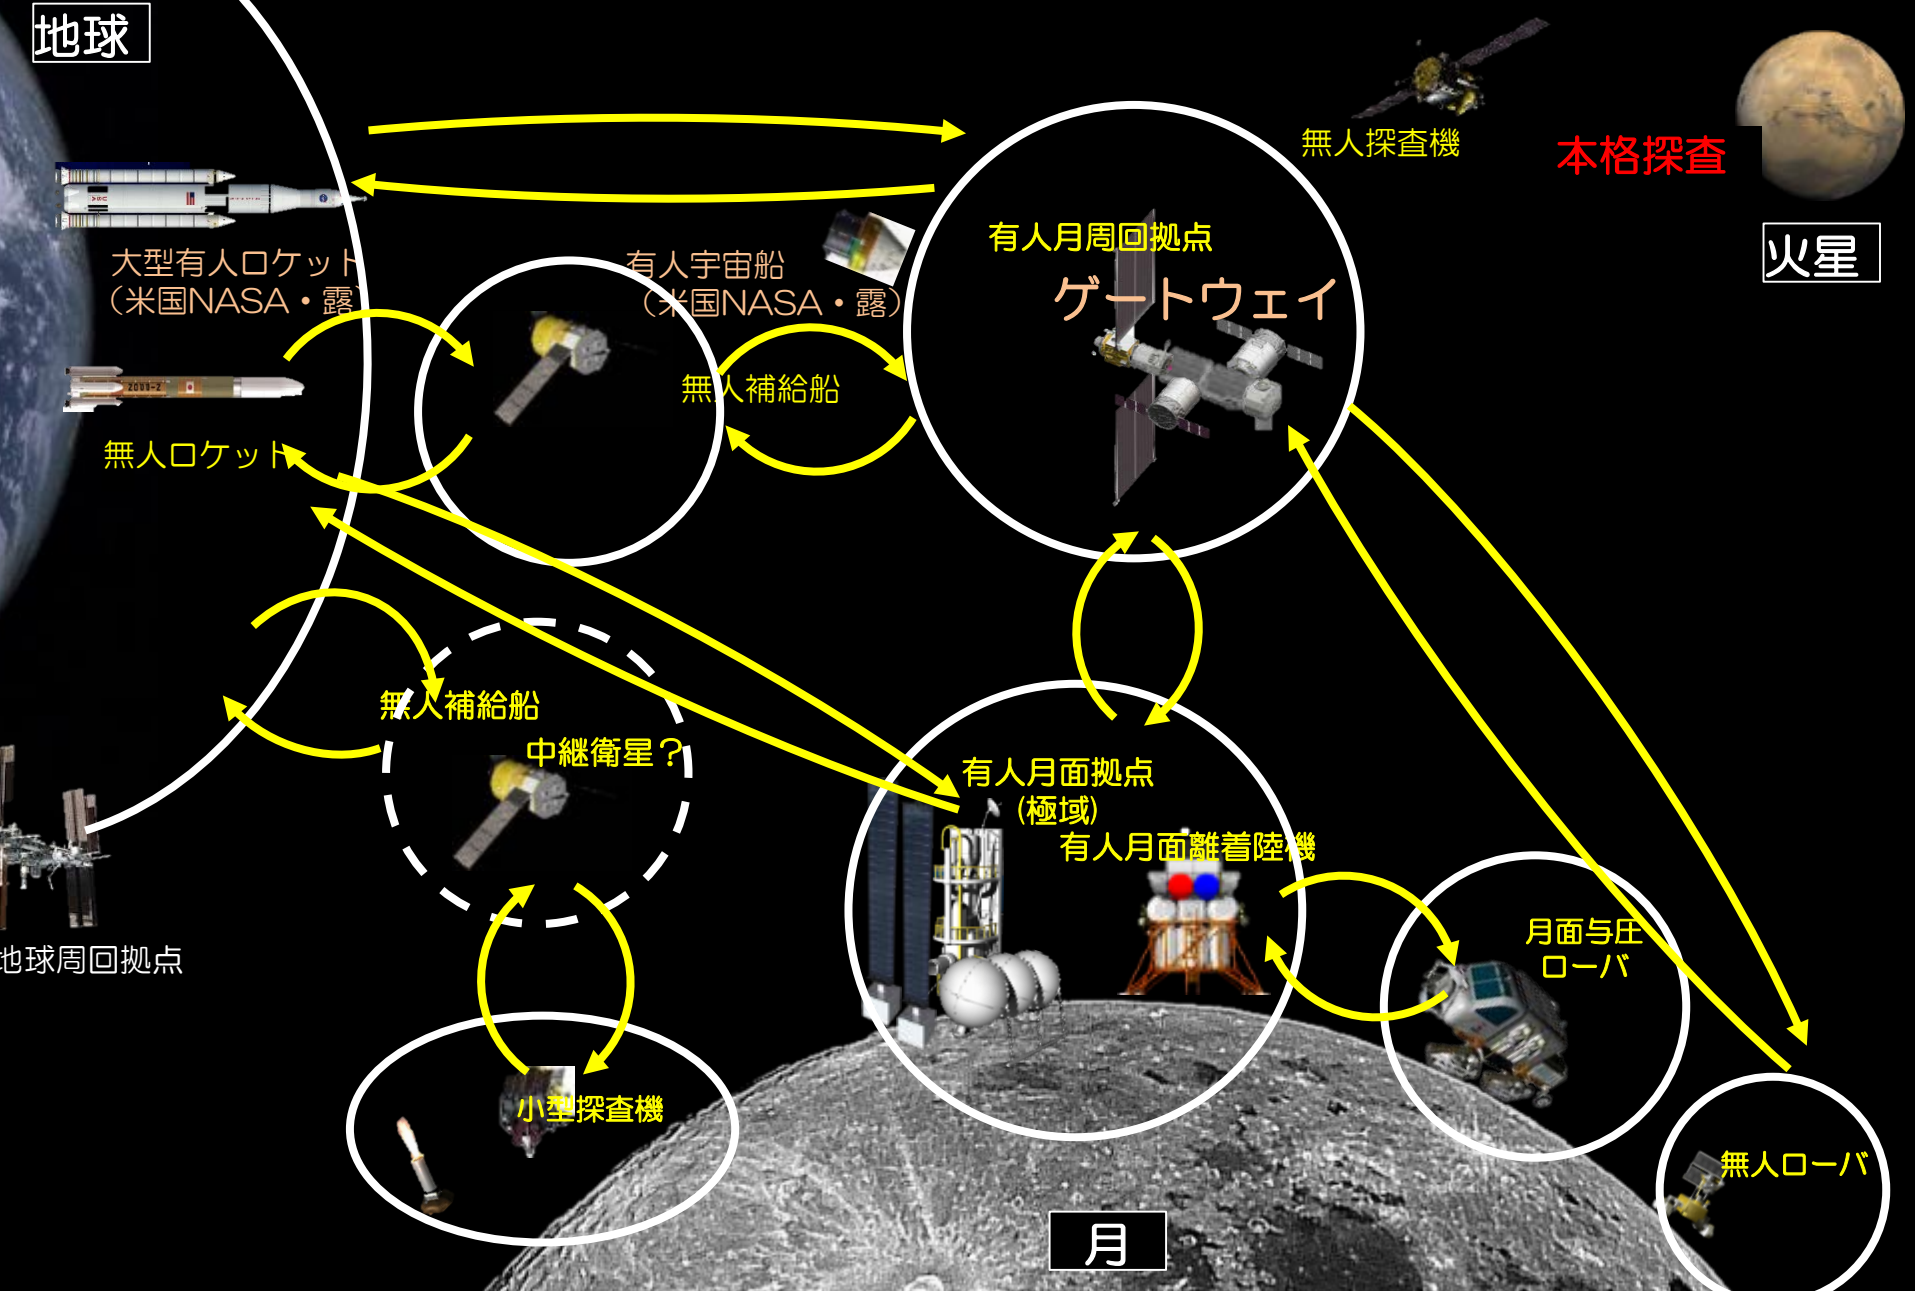 地球
無人探査機
本格探査
火星
大型有人ロケット
（米国NASA・露）
有人宇宙船
（米国NASA・露）
有人月周回拠点
ゲートウェイ
無人補給船
無人ロケット
無人補給船
中継衛星？
有人月面拠点
(極域)
有人月面離着陸機
月面与圧
ローバ
地球周回拠点
小型探査機
無人ローバ
月